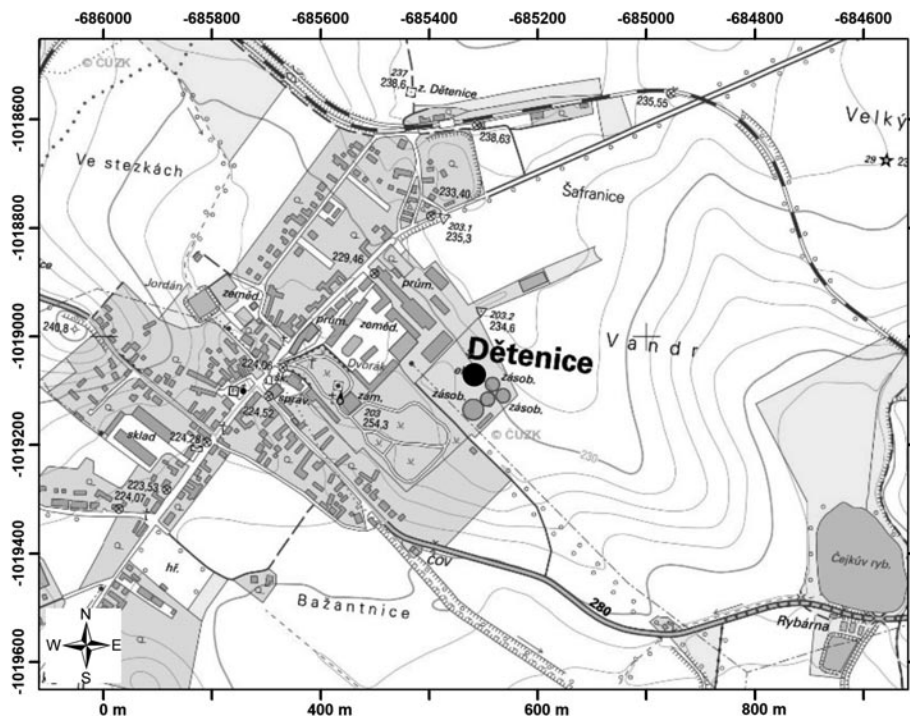 -686000 -685800 -685600 -685400 -685200 -685000 -684800 -684600
-1018600
-1018800
-1019000
-1019200
-1019400
-1019600
© ČÚZK
237
238,6
z. Dětenice
235,55
Velký
238,63
29
23
Ve stezkách
233,40
Šafranice
203.1
235,3
229,46
Jordán
zeměd.
prům.
prům.
zeměd.
203.2
234,6
240,8
Vandr
Dětenice
224,06
Dvorák
zásob.
zásob.
zásob.
správ.
zám.
203
254,3
224,52
© ČÚZK
sklad
224,28
230
223,53
224,07
ČOV
Čejkův ryb.
hř.
280
Bažantnice
Rybárna
N
W E
S
0 m 400 m 600 m 800 m